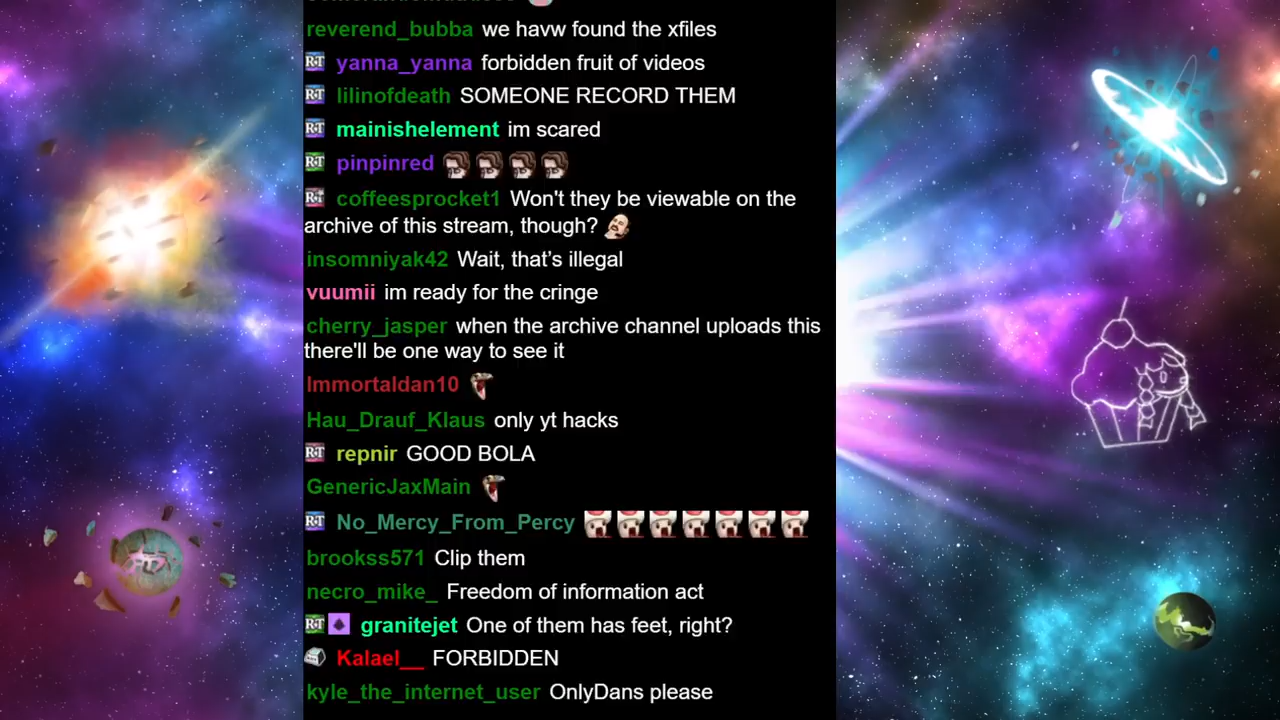 reverend_bubba we havw found the xfiles
yanna_yanna forbidden fruit of videos
lilinofdeath SOMEONE RECORD THEM
mainishelement im scared
pinpinred
coffeesprocket1 Won't they be viewable on the
archive of this stream, though?
insomniyak42 Wait, that's illegal
vuumii im ready for the cringe
cherry_jasper when the archive channel uploads this
there'll be one way to see it
Immortaldan10
Hau_Drauf_Klaus only yt hacks
repnir GOOD BOLA
GenericJaxMain
No_Mercy_From_Percy
brookss571 Clip them
necro_mike_ Freedom of information act
granitejet One of them has feet, right?
Kalael__ FORBIDDEN
kyle_the_internet_user OnlyDans please